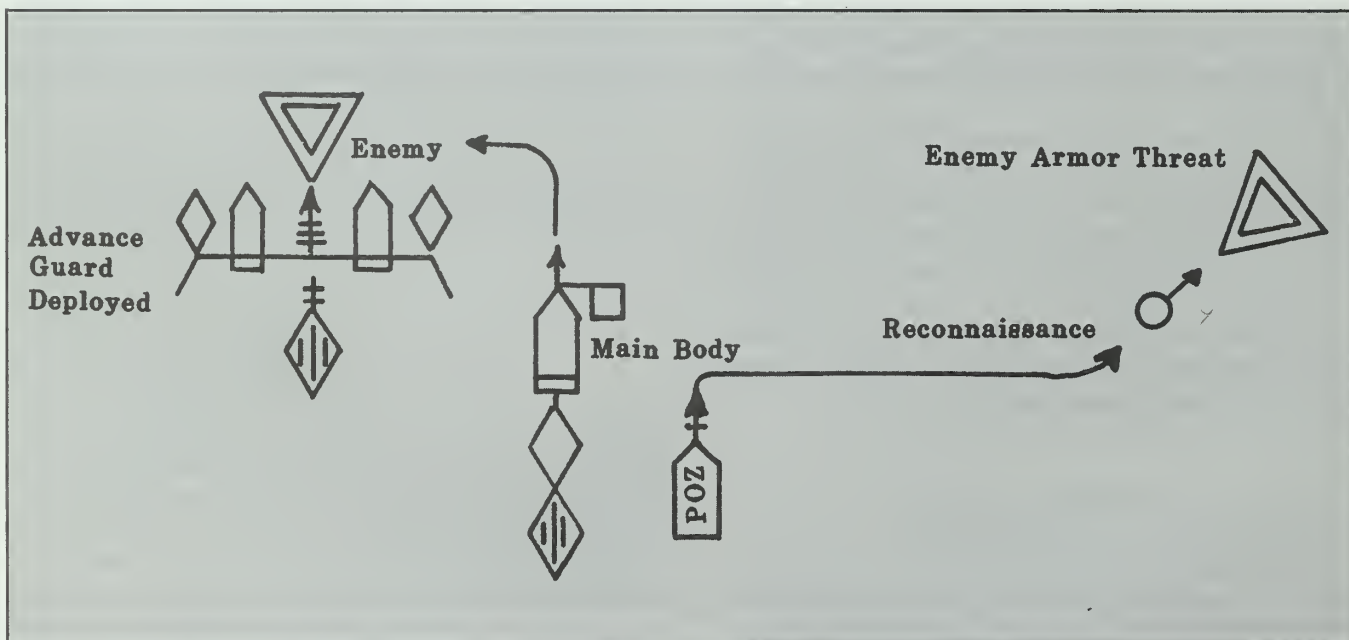 Enemy
Enemy Armor Threat
Advance
Guard
Deployed
Reconnaissance
Main Body
POZ